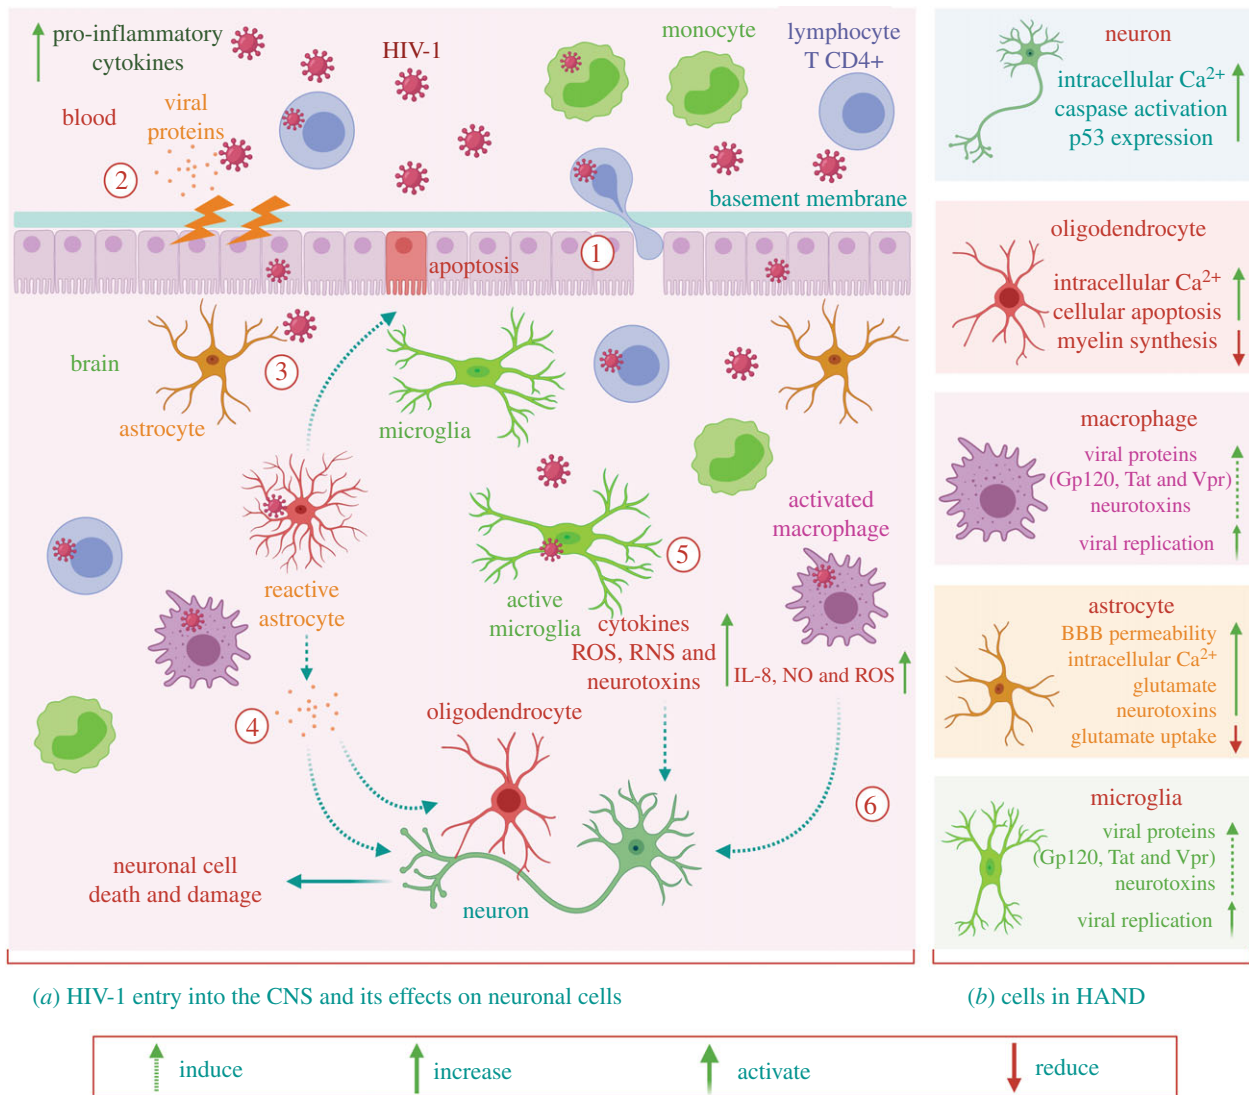 pro-inflammatory
cytokines
HIV-1
monocyte
lymphocyte
T CD4+
blood
viral
proteins
2
basement membrane
1
apoptosis
brain
3
astrocyte
microglia
activated
macrophage
5
reactive
astrocyte
active
microglia
cytokines
ROS, RNS and
neurotoxins
IL-8, NO and ROS
4
oligodendrocyte
6
neuronal cell
death and damage
neuron
neuron
intracellular Ca²⁺
caspase activation
p53 expression
oligodendrocyte
intracellular Ca²⁺
cellular apoptosis
myelin synthesis
macrophage
viral proteins
(Gp120, Tat and Vpr)
neurotoxins
viral replication
astrocyte
BBB permeability
intracellular Ca²⁺
glutamate
neurotoxins
glutamate uptake
microglia
viral proteins
(Gp120, Tat and Vpr)
neurotoxins
viral replication
(a) HIV-1 entry into the CNS and its effects on neuronal cells
(b) cells in HAND
induce
increase
activate
reduce